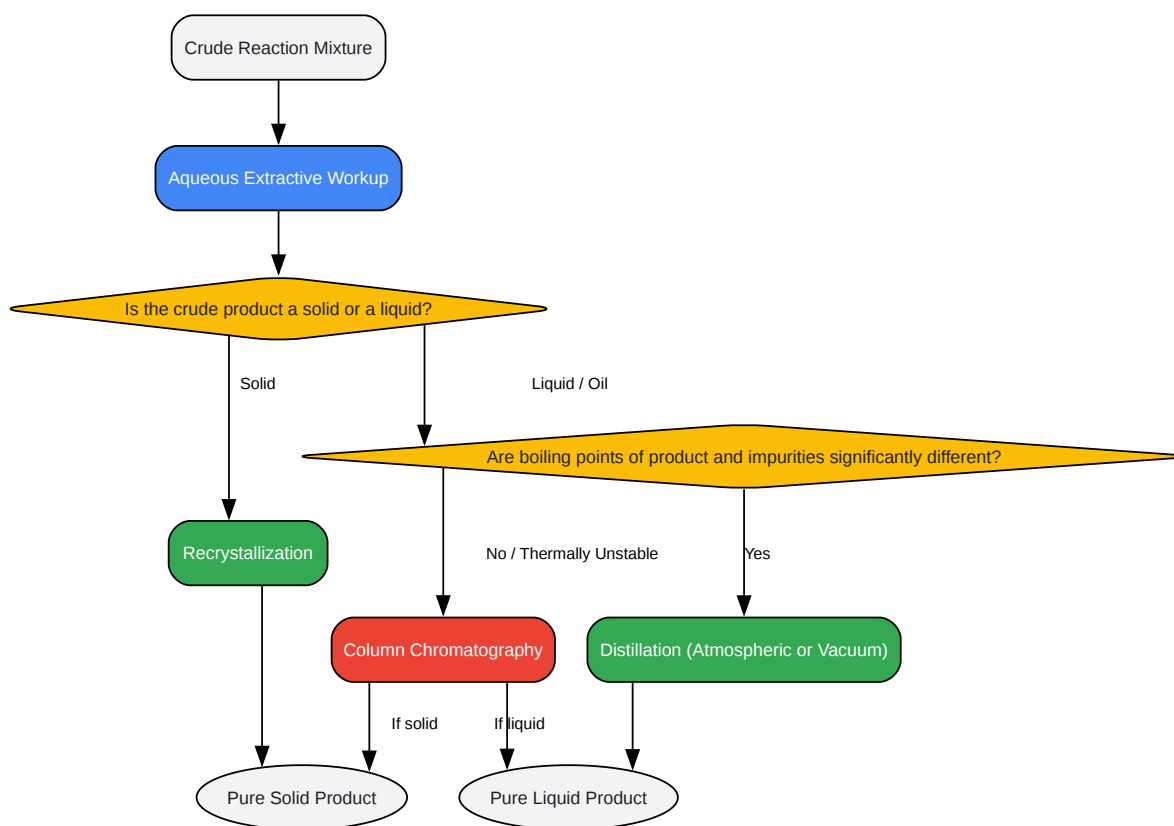 Crude Reaction Mixture
Aqueous Extractive Workup
Is the crude product a solid or a liquid?
Solid
Liquid / Oil
Are boiling points of product and impurities significantly different?
Recrystallization
No / Thermally Unstable
Yes
Column Chromatography
Distillation (Atmospheric or Vacuum)
If solid
If liquid
Pure Solid Product
Pure Liquid Product